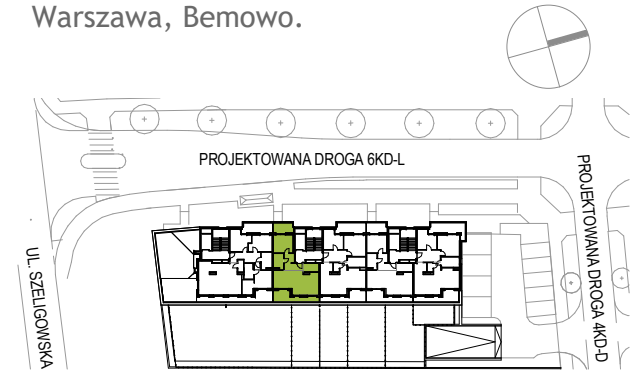 Warszawa, Bemowo.
PROJEKTOWANA DROGA 6KD-L
UL. SZELIGOWSKA
PROJEKTOWANA DROGA 4KD-D